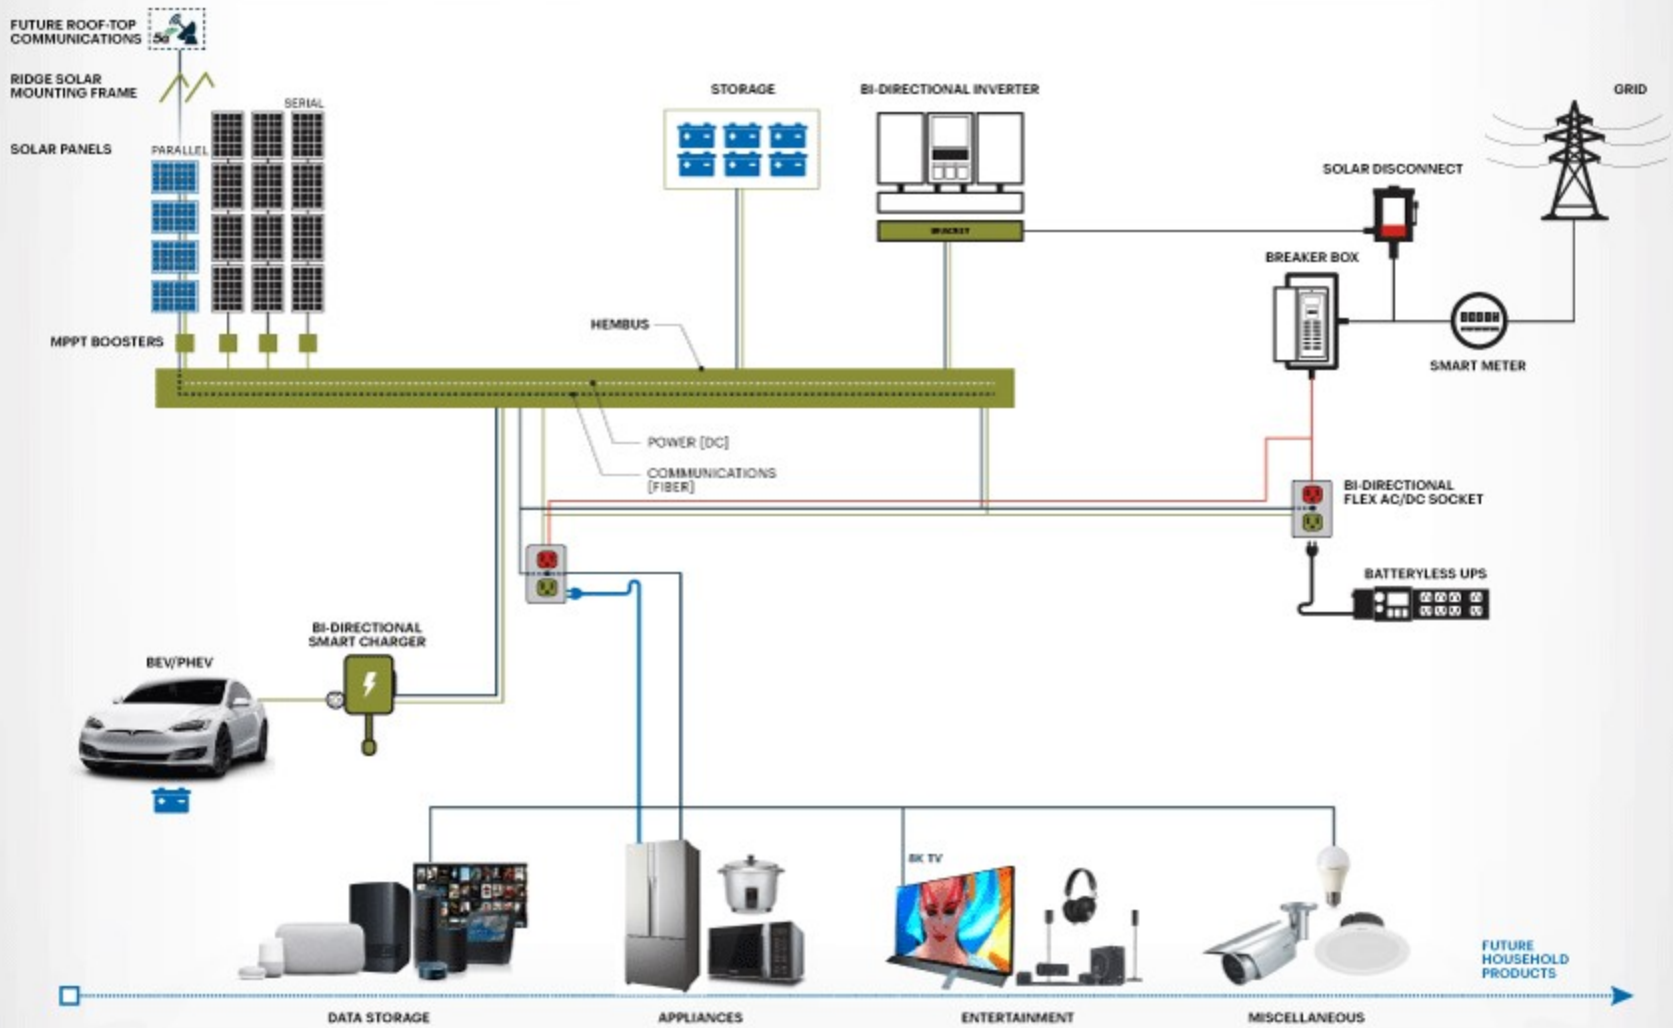 FUTURE ROOF-TOP
COMMUNICATIONS
5G
RIDGE SOLAR
MOUNTING FRAME
SERIAL
SOLAR PANELS
PARALLEL
MPPT BOOSTERS
STORAGE
BI-DIRECTIONAL INVERTER
BRACKET
GRID
SOLAR DISCONNECT
BREAKER BOX
SMART METER
HEMBUS
POWER [DC]
COMMUNICATIONS
[FIBER]
BI-DIRECTIONAL
FLEX AC/DC SOCKET
BATTERYLESS UPS
BI-DIRECTIONAL
SMART CHARGER
BEV/PHEV
8K TV
FUTURE
HOUSEHOLD
PRODUCTS
DATA STORAGE
APPLIANCES
ENTERTAINMENT
MISCELLANEOUS